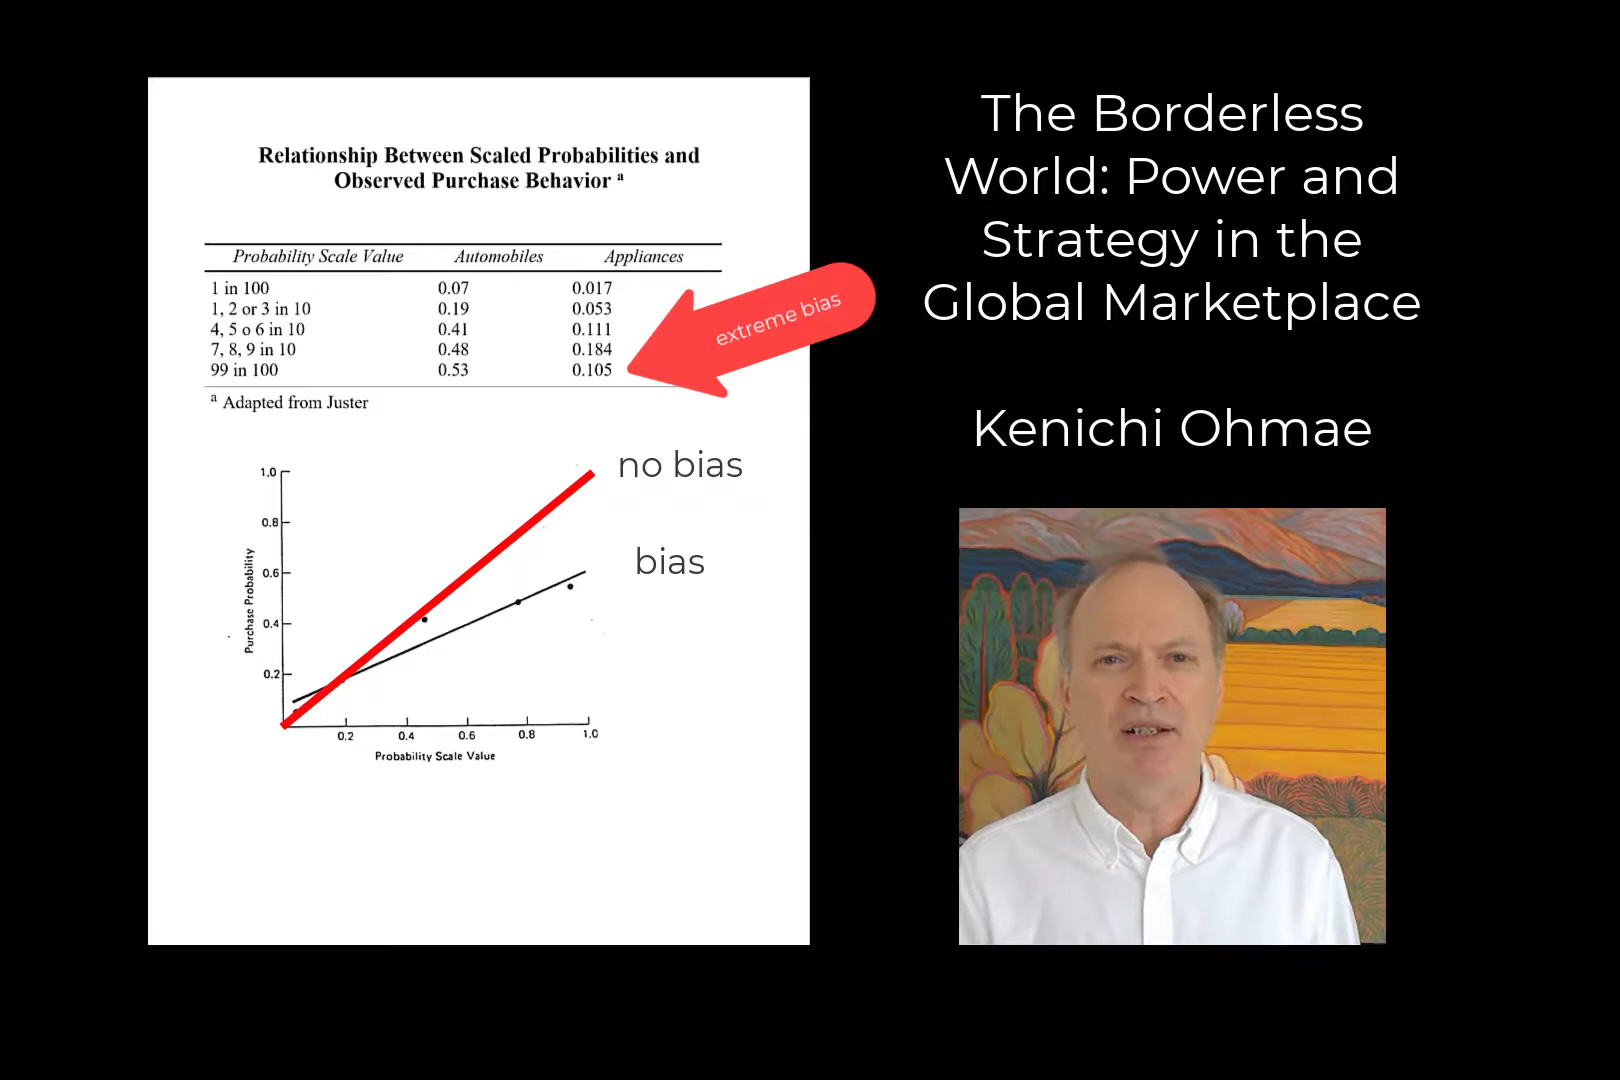 Relationship Between Scaled Probabilities and
Observed Purchase Behavior ª
Probability Scale Value Automobiles Appliances
1 in 100 0.07 0.017
1, 2 or 3 in 10 0.19 0.053
4, 5 o 6 in 10 0.41 0.111
7, 8, 9 in 10 0.48 0.184
99 in 100 0.53 0.105
ª Adapted from Juster
extreme bias
no bias
bias
1.0
0.8
0.6
0.4
0.2
Purchase Probability
0.2 0.4 0.6 0.8 1.0
Probability Scale Value
The Borderless
World: Power and
Strategy in the
Global Marketplace
Kenichi Ohmae